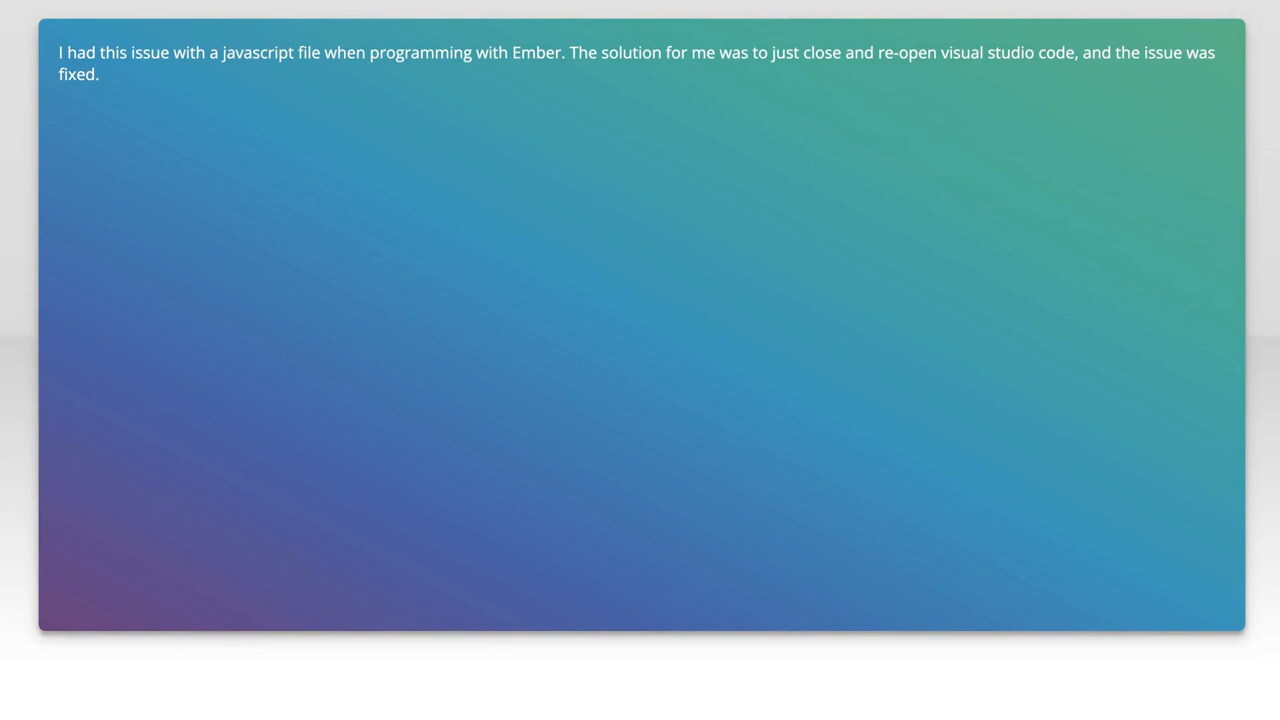 I had this issue with a javascript file when programming with Ember. The solution for me was to just close and re-open visual studio code, and the issue was
fixed.